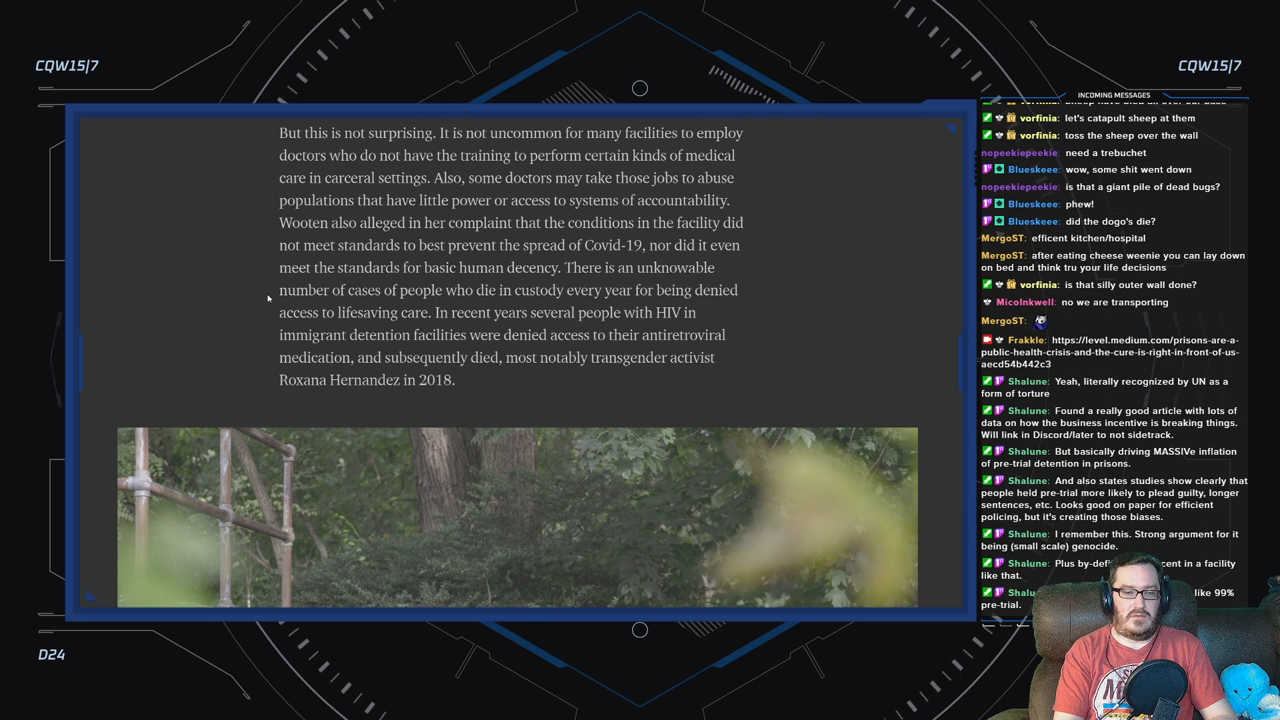 CQW15|7
CQW15|7
INCOMING MESSAGES
But this is not surprising. It is not uncommon for many facilities to employ
doctors who do not have the training to perform certain kinds of medical
care in carceral settings. Also, some doctors may take those jobs to abuse
populations that have little power or access to systems of accountability.
Wooten also alleged in her complaint that the conditions in the facility did
not meet standards to best prevent the spread of Covid-19, nor did it even
meet the standards for basic human decency. There is an unknowable
number of cases of people who die in custody every year for being denied
access to lifesaving care. In recent years several people with HIV in
immigrant detention facilities were denied access to their antiretroviral
medication, and subsequently died, most notably transgender activist
Roxana Hernandez in 2018.
vorfinia: let's catapult sheep at them
vorfinia: toss the sheep over the wall
nopeekiepeekie: need a trebuchet
Blueskeee: wow, some shit went down
nopeekiepeekie: is that a giant pile of dead bugs?
Blueskeee: phew!
Blueskeee: did the dogo's die?
MergoST: efficent kitchen/hospital
MergoST: after eating cheese weenie you can lay down
on bed and think tru your life decisions
vorfinia: is that silly outer wall done?
MicoInkwell: no we are transporting
MergoST:
Frakkle: https://level.medium.com/prisons-are-a-
public-health-crisis-and-the-cure-is-right-in-front-of-us-
aecd54b442c3
Shalune: Yeah, literally recognized by UN as a
form of torture
Shalune: Found a really good article with lots of
data on how the business incentive is breaking things.
Will link in Discord/later to not sidetrack.
Shalune: But basically driving MASSIVe inflation
of pre-trial detention in prisons.
Shalune: And also states studies show clearly that
people held pre-trial more likely to plead guilty, longer
sentences, etc. Looks good on paper for efficient
policing, but it's creating those biases.
Shalune: I remember this. Strong argument for it
being (small scale) genocide.
Shalune: Plus in a facility
like that.
like 99%
pre-trial.
D24